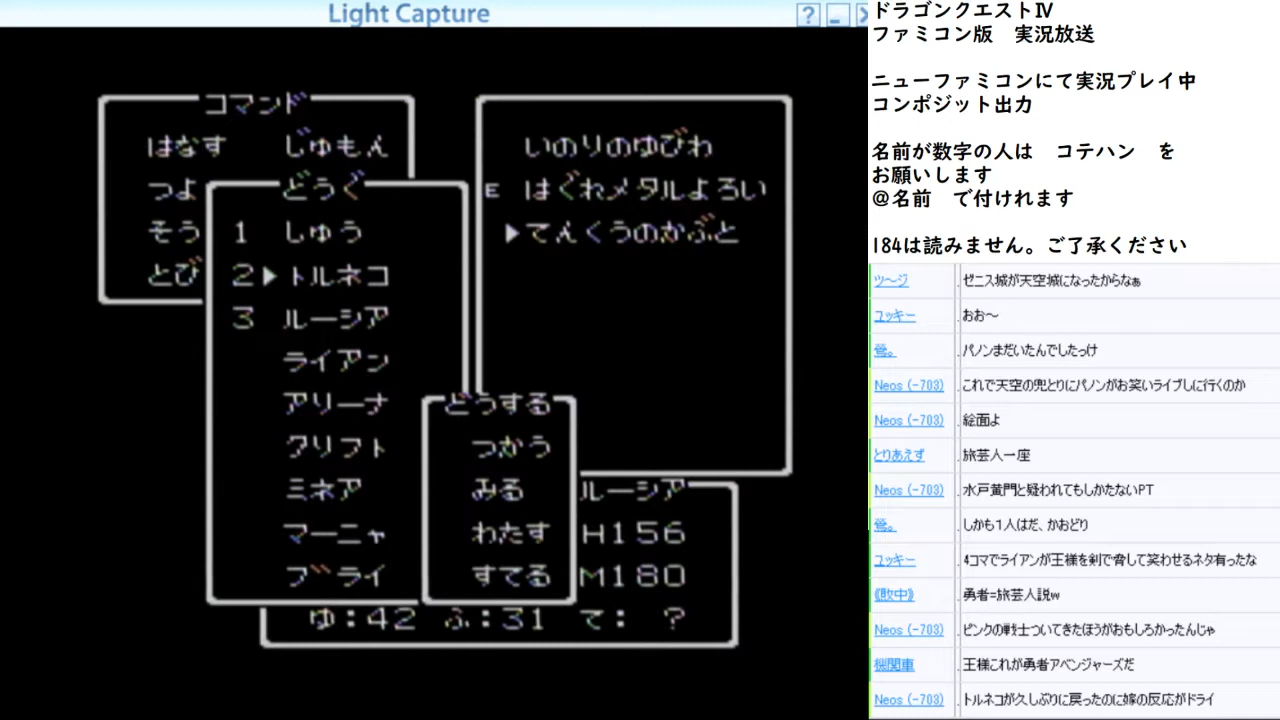 Light Capture
コマンド
はなす じゅもん
つよ
そう
とび
どうぐ
1 しゅう
2 ▶トルネコ
3 ルーシア
ライアン
アリーナ
クリフト
ミネア
マーニャ
ブライ
いのりのゆびわ
E はぐれメタルよろい
▶てんくうのかぶと
どうする
つかう
みる
わたす
すてる
ルーシア
H156
M180
ゆ:42 ふ:31 て: ?
ドラゴンクエストⅣ
ファミコン版 実況放送
ニューファミコンにて実況プレイ中
コンポジット出力
名前が数字の人は コテハン を
お願いします
@名前 で付けれます
184は読みません。ご了承ください
ツ～ジ ゼニス城が天空城になったからなぁ
ユッキー おお～
パノンまだいたんでしたっけ
Neos (-703) これで天空の兜とりにパノンがお笑いライブしに行くのか
Neos (-703) 絵面よ
とりあえず 旅芸人一座
Neos (-703) 水戸黄門と疑われてもしかたないPT
しかも1人はだ、かおどり
ユッキー 4コマでライアンが王様を剣で脅して笑わせるネタ有ったな
《敗中》 勇者=旅芸人説w
Neos (-703) ピンクの戦士ついてきたほうがおもしろかったんじゃ
機関車 王様これが勇者アベンジャーズだ
Neos (-703) トルネコが久しぶりに戻ったのに嫁の反応がドライ